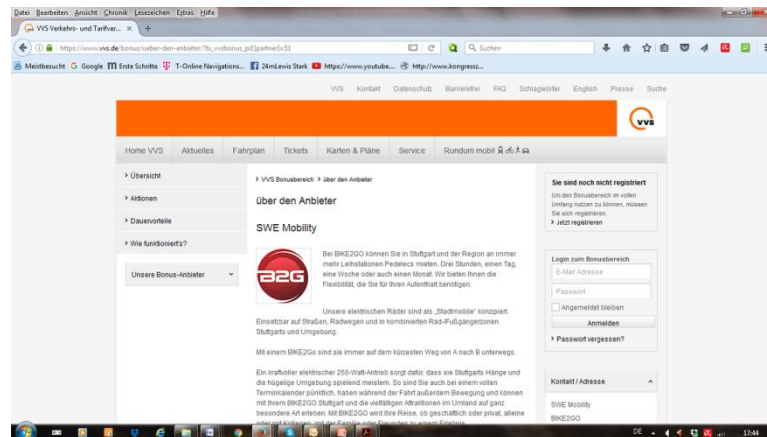 Datei Bearbeiten Ansicht Chronik Lesezeichen Extras Hilfe
VVS Verkehrs- und Tarifver...
https://www.vvs.de/bonus/ueber-den-anbieter/?ts_vvsbonus_pi1[partner]=51
Suchen
Meistbesucht Google Erste Schritte T-Online Navigations... 24mLewis Stark https://www.youtube... http://www.kongressz...
VVS Kontakt Datenschutz Barrierefrei FAQ Schlagwörter English Presse Suche
VVS
Home VVS Aktuelles Fahrplan Tickets Karten & Pläne Service Rundum mobil
> Übersicht
> Aktionen
> Dauervorteile
> Wie funktioniert's?
Unsere Bonus-Anbieter
> VVS Bonusbereich > über den Anbieter
über den Anbieter
SWE Mobility
B2G
Bei BIKE2GO können Sie in Stuttgart und der Region an immer
mehr Leihstationen Pedelecs mieten. Drei Stunden, einen Tag,
eine Woche oder auch einen Monat. Wir bieten Ihnen die
Flexibilität, die Sie für Ihren Aufenthalt benötigen.
Unsere elektrischen Räder sind als „Stadtmobile“ konzipiert.
Einsetzbar auf Straßen, Radwegen und in kombinierten Rad-/Fußgängerzonen
Stuttgarts und Umgebung.
Mit einem BIKE2Go sind sie immer auf dem kürzesten Weg von A nach B unterwegs.
Ein kraftvoller elektrischer 250-Watt-Antrieb sorgt dafür, dass sie Stuttgarts Hänge und
die hügelige Umgebung spielend meistern. So sind Sie auch bei einem vollen
Terminkalender pünktlich, haben während der Fahrt außerdem Bewegung und können
mit Ihrem BIKE2GO Stuttgart und die vielfältigen Attraktionen im Umland auf ganz
besondere Art erleben. Mit BIKE2GO wird Ihre Reise, ob geschäftlich oder privat, alleine
oder mit Kollegen, mit der Familie oder Freunden zu einem Erlebnis
Sie sind noch nicht registriert
Um den Bonusbereich im vollen
Umfang nutzen zu können, müssen
Sie sich registrieren.
> Jetzt registrieren
Login zum Bonusbereich
E-Mail Adresse
Passwort
Angemeldet bleiben
Anmelden
> Passwort vergessen?
Kontakt / Adresse
SWE Mobility
BIKE2GO
DE
17:44